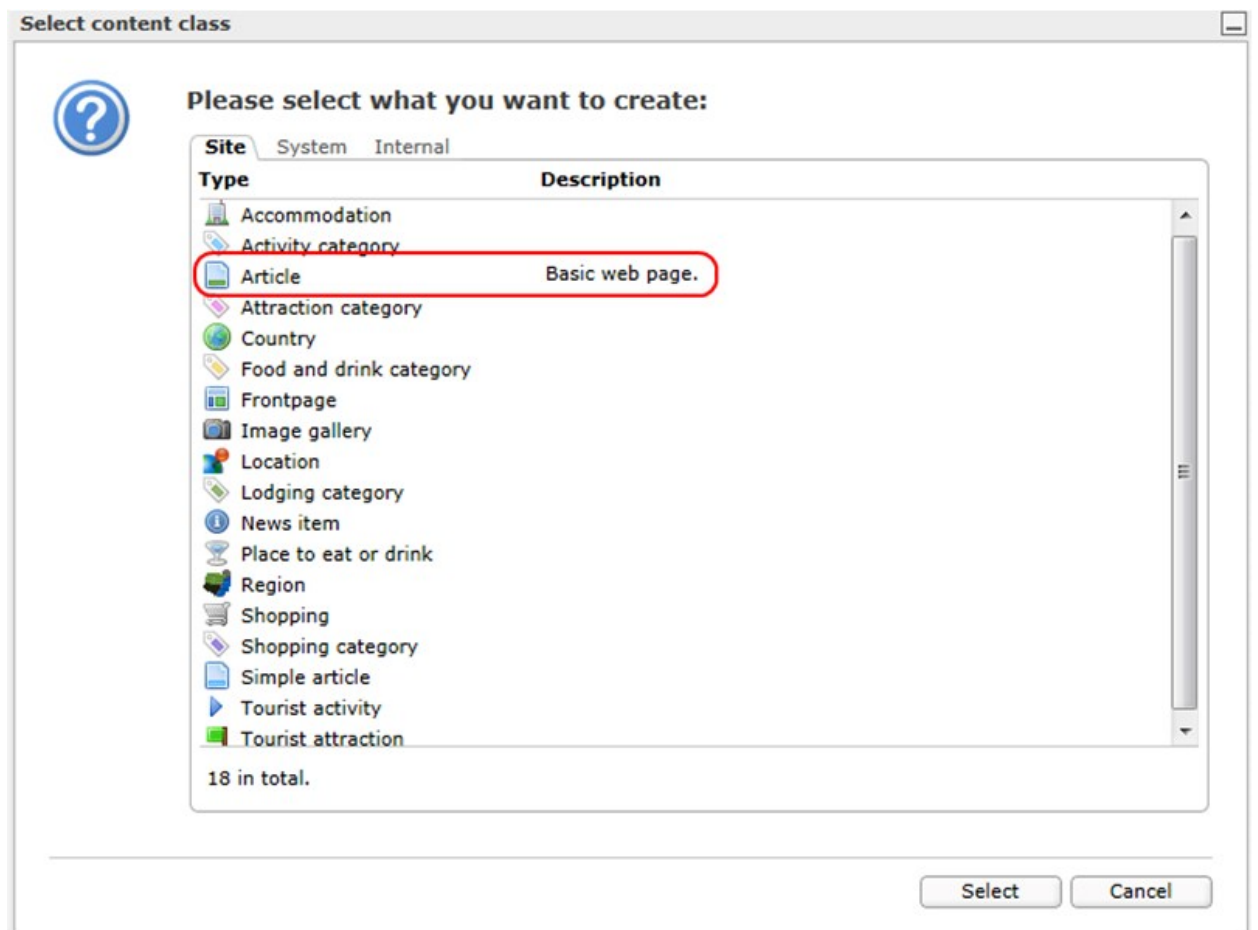 Select content class
Please select what you want to create:
Site System Internal
Type Description
Accommodation
Activity category
Article Basic web page.
Attraction category
Country
Food and drink category
Frontpage
Image gallery
Location
Lodging category
News item
Place to eat or drink
Region
Shopping
Shopping category
Simple article
Tourist activity
Tourist attraction
18 in total.
Select Cancel